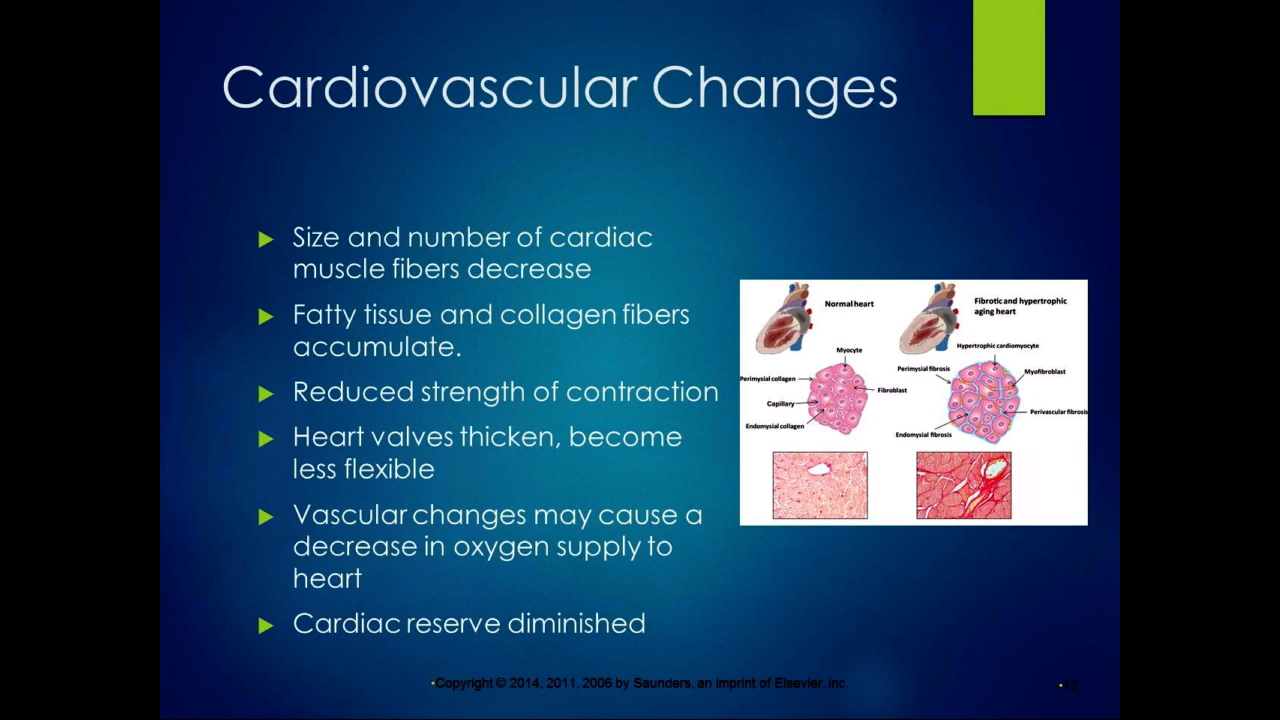 Cardiovascular Changes
Size and number of cardiac
muscle fibers decrease
Fatty tissue and collagen fibers
accumulate.
Reduced strength of contraction
Heart valves thicken, become
less flexible
Vascular changes may cause a
decrease in oxygen supply to
heart
Cardiac reserve diminished
Normal heart
Myocyte
Perimysial collagen
Fibroblast
Capillary
Endomysial collagen
Fibrotic and hypertrophic
aging heart
Hypertrophic cardiomyocyte
Perimysial fibrosis
Myofibroblast
Perivascular fibrosis
Endomysial fibrosis
•Copyright © 2014, 2011, 2006 by Saunders, an imprint of Elsevier, Inc.
•12